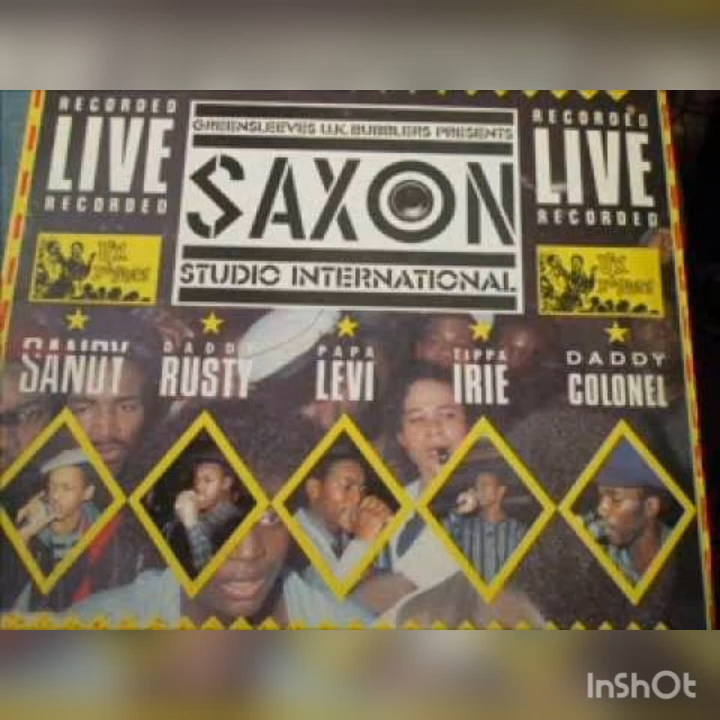 RECORDED
LIVE
RECORDED
GREENSLEEVES U.K. BUBBLERS PRESENTS
SAXON
STUDIO INTERNATIONAL
RECORDED
LIVE
RECORDED
U.K.
U.K.
SANDY
DADDY
RUSTY
PAPA
LEVI
TIPPA
IRIE
DADDY
COLONEL
InShOt